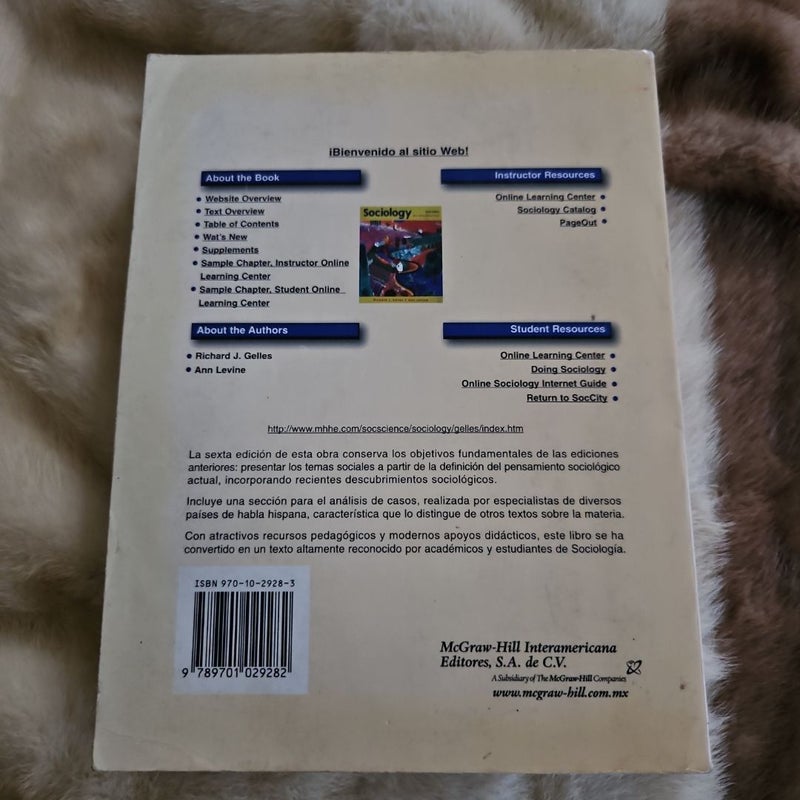 ¡Bienvenido al sitio Web!
About the Book
Website Overview
Text Overview
Table of Contents
Wat's New
Supplements
Sample Chapter, Instructor Online
Learning Center
Sample Chapter, Student Online
Learning Center
Sociology
Instructor Resources
Online Learning Center
Sociology Catalog
PageOut
About the Authors
Richard J. Gelles
Ann Levine
Student Resources
Online Learning Center
Doing Sociology
Online Sociology Internet Guide
Return to SocCity
http://www.mhhe.com/socscience/sociology/gelles/index.htm
La sexta edición de esta obra conserva los objetivos fundamentales de las ediciones
anteriores: presentar los temas sociales a partir de la definición del pensamiento sociológico
actual, incorporando recientes descubrimientos sociológicos.
Incluye una sección para el análisis de casos, realizada por especialistas de diversos
países de habla hispana, característica que lo distingue de otros textos sobre la materia.
Con atractivos recursos pedagógicos y modernos apoyos didácticos, este libro se ha
convertido en un texto altamente reconocido por académicos y estudiantes de Sociología.
ISBN 970-10-2928-3
9 789701 029282
McGraw-Hill Interamericana
Editores, S.A. de C.V.
A Subsidiary of The McGraw-Hill Companies
www.mcgraw-hill.com.mx